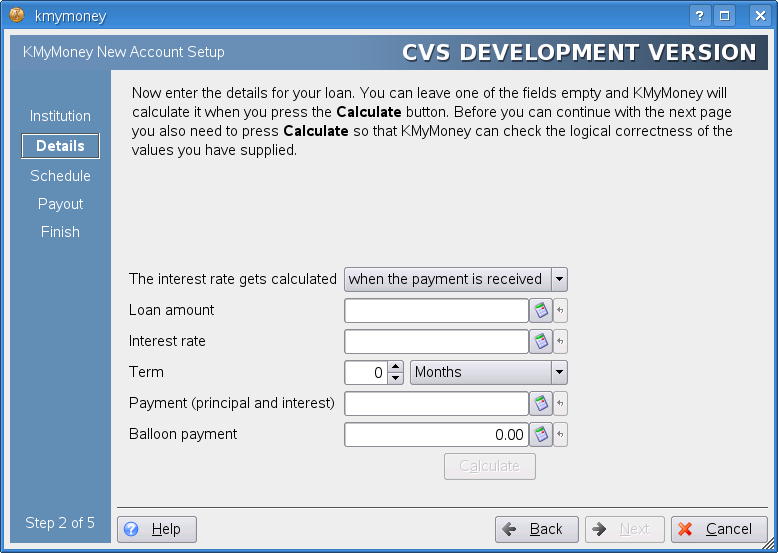 kmymoney
?
KMyMoney New Account Setup
CVS DEVELOPMENT VERSION
Institution
Details
Schedule
Payout
Finish
Now enter the details for your loan. You can leave one of the fields empty and KMyMoney will
calculate it when you press the Calculate button. Before you can continue with the next page
you also need to press Calculate so that KMyMoney can check the logical correctness of the
values you have supplied.
The interest rate gets calculated when the payment is received
Loan amount
Interest rate
Term 0 Months
Payment (principal and interest)
Balloon payment 0.00
Calculate
Step 2 of 5
Help Back Next Cancel